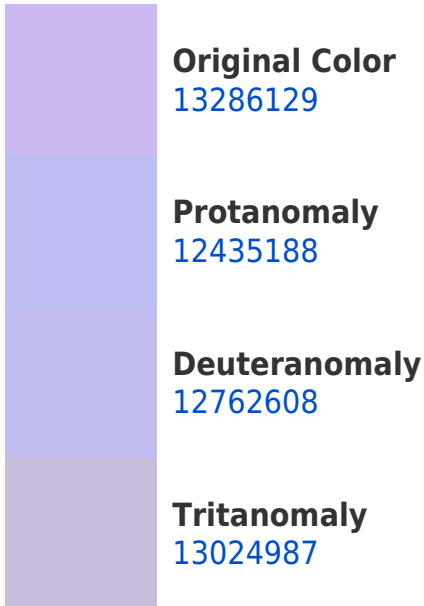 Original Color
13286129
Protanomaly
12435188
Deuteranomaly
12762608
Tritanomaly
13024987